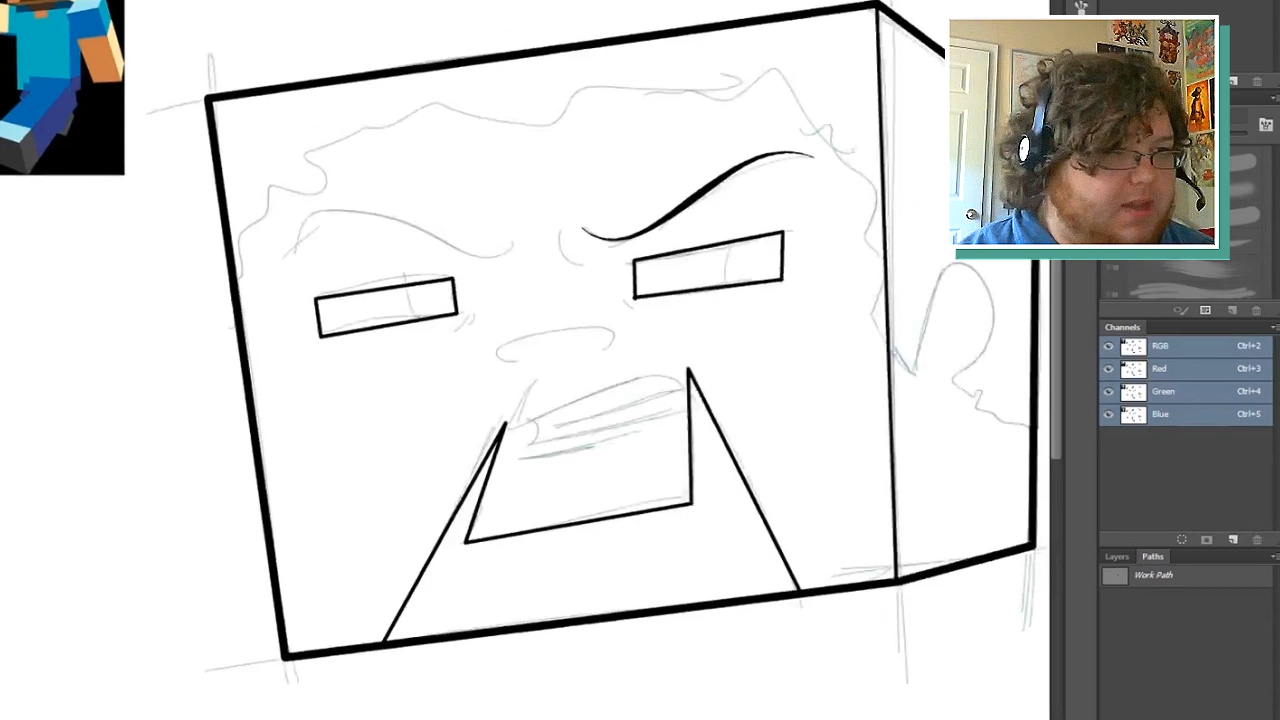 Channels
RGB Ctrl+2
Red Ctrl+3
Green Ctrl+4
Blue Ctrl+5
Layers Paths
Work Path